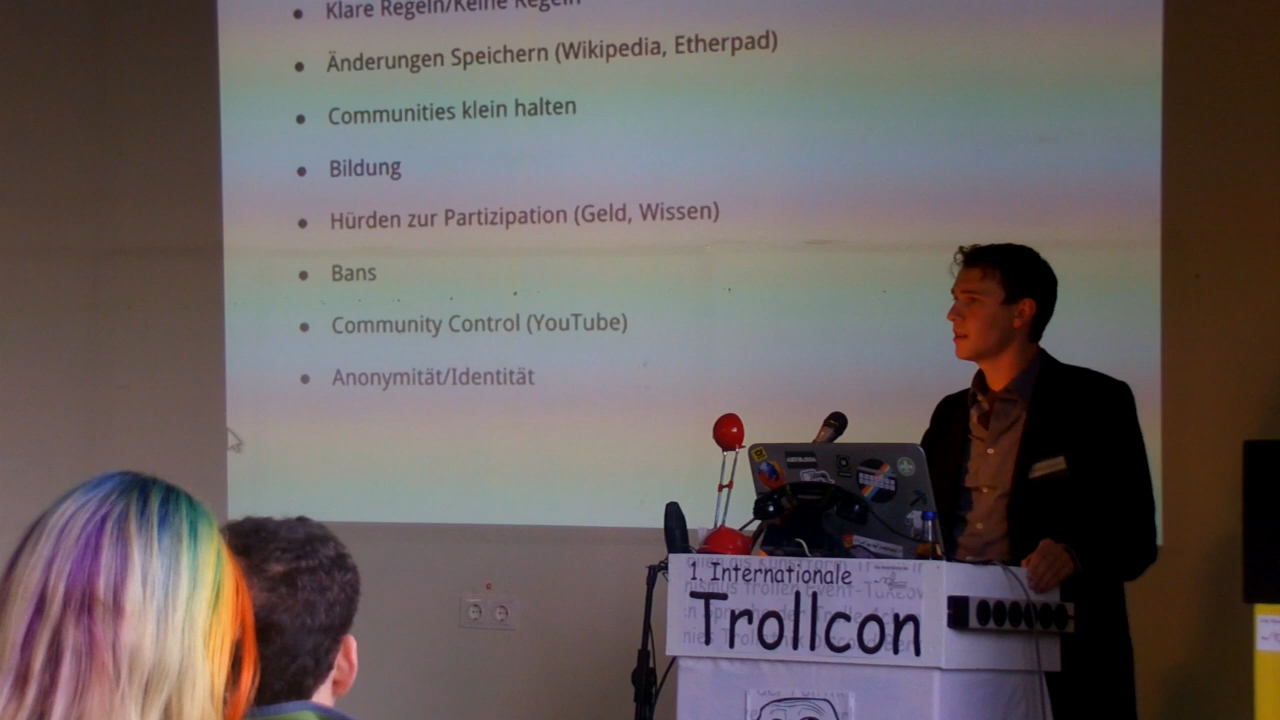 Klare Regeln/Keine Regeln
Änderungen Speichern (Wikipedia, Etherpad)
Communities klein halten
Bildung
Hürden zur Partizipation (Geld, Wissen)
Bans
Community Control (YouTube)
Anonymität/Identität
1. Internationale
Trollcon